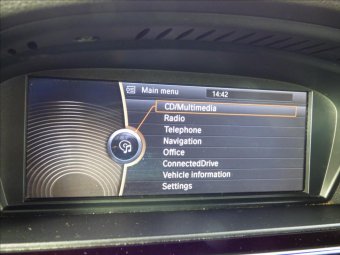 Main menu 14:42
CD/Multimedia
Radio
Telephone
Navigation
Office
ConnectedDrive
Vehicle information
Settings